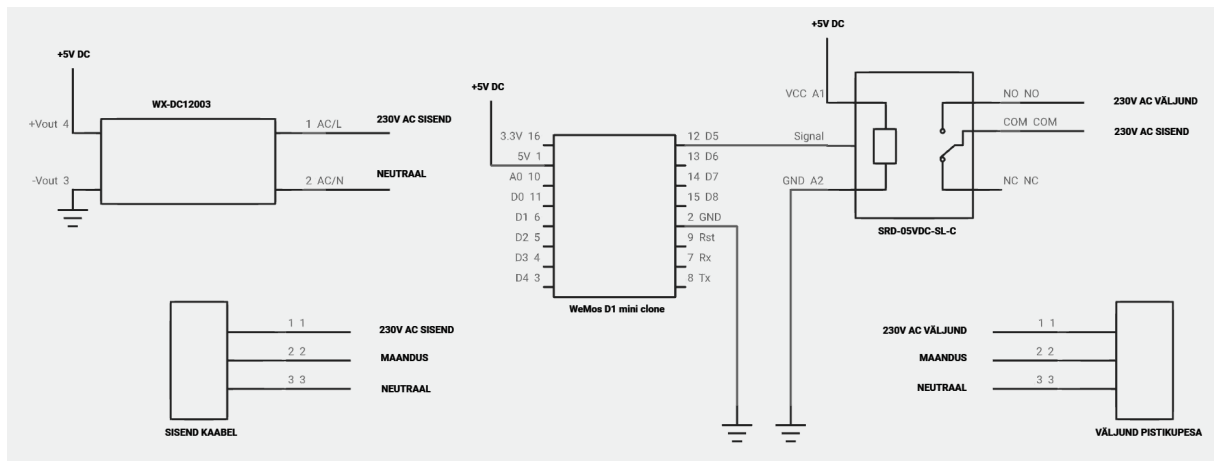 +5V DC
WX-DC12003
+Vout 4
1 AC/L
230V AC SISEND
-Vout 3
2 AC/N
NEUTRAAL
+5V DC
3.3V 16
5V 1
A0 10
D0 11
D1 6
D2 5
D3 4
D4 3
12 D5
13 D6
14 D7
15 D8
2 GND
9 Rst
7 Rx
8 Tx
WeMos D1 mini clone
+5V DC
VCC A1
Signal
GND A2
NO NO
230V AC VÄLJUND
COM COM
230V AC SISEND
NC NC
SRD-05VDC-SL-C
1 1
230V AC SISEND
2 2
MAANDUS
3 3
NEUTRAAL
SISEND KAABEL
230V AC VÄLJUND
1 1
MAANDUS
2 2
NEUTRAAL
3 3
VÄLJUND PISTIKUPESA